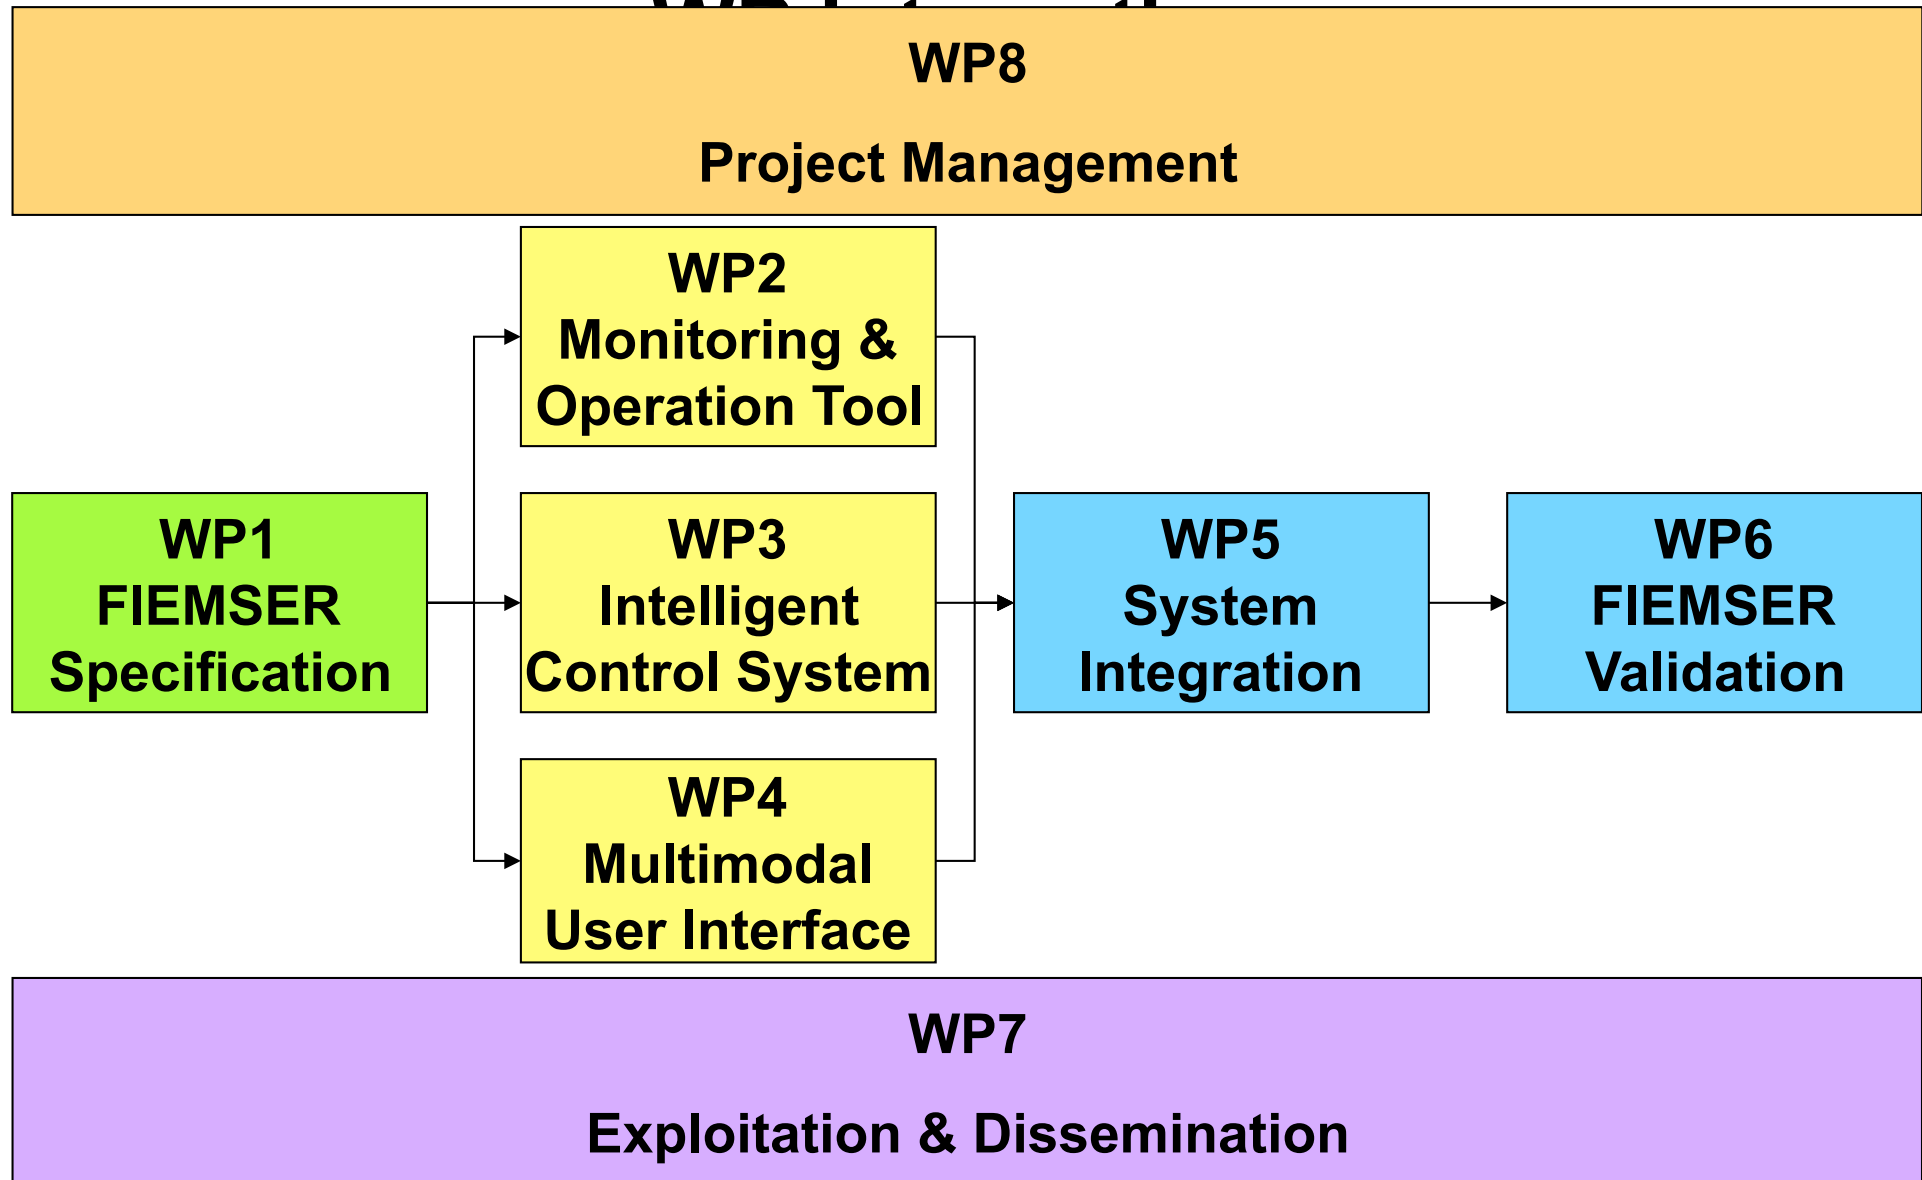 WP8
Project Management
WP2
Monitoring &
Operation Tool
WP1
FIEMSER
Specification
WP3
Intelligent
Control System
WP5
System
Integration
WP6
FIEMSER
Validation
WP4
Multimodal
User Interface
WP7
Exploitation & Dissemination